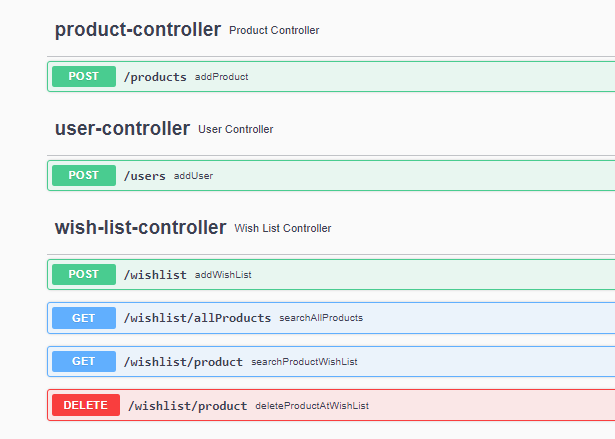 product-controller Product Controller
POST /products addProduct
user-controller User Controller
POST /users addUser
wish-list-controller Wish List Controller
POST /wishlist addWishList
GET /wishlist/allProducts searchAllProducts
GET /wishlist/product searchProductWishList
DELETE /wishlist/product deleteProductAtWishList